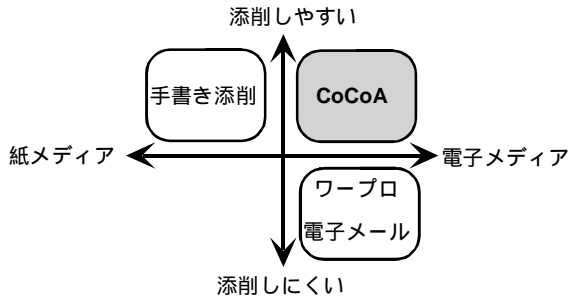 添削しやすい
手書き添削
CoCoA
紙メディア
電子メディア
ワープロ
電子メール
添削しにくい